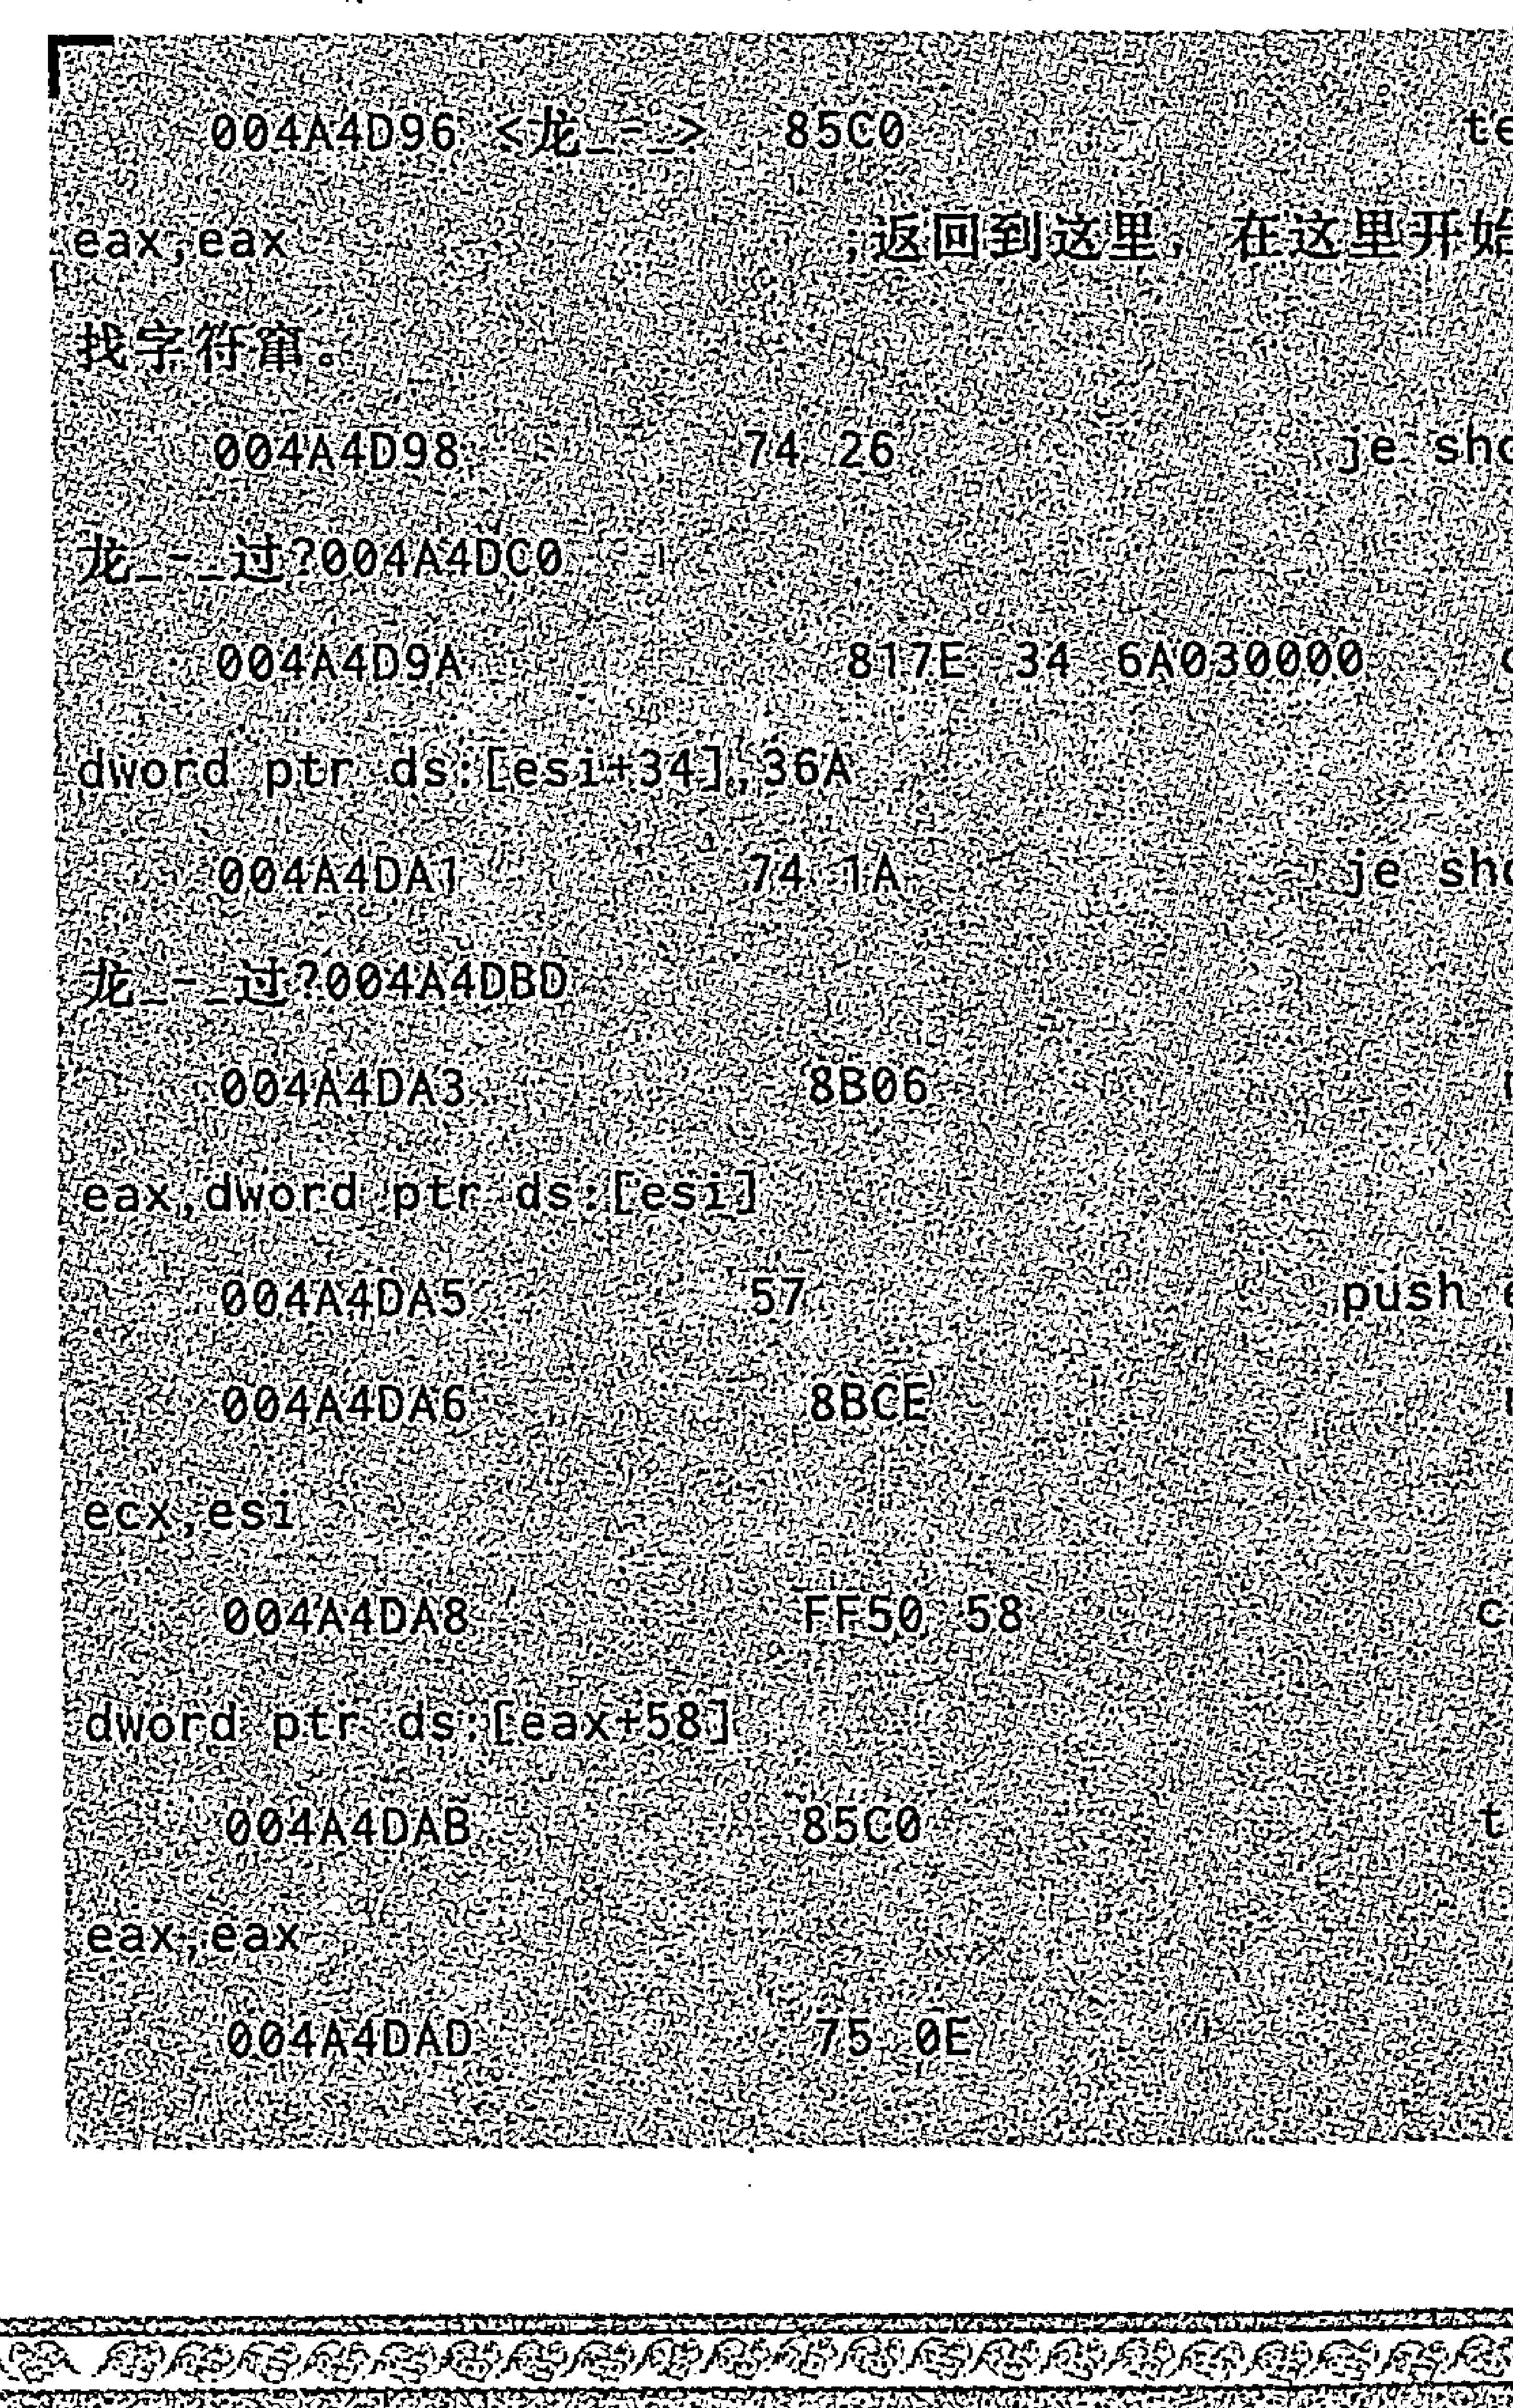 004A4D96 <龙_-_> 85C0 te
eax,eax ;返回到这里，在这里开始
找字符窜。
004A4D98 74 26 je sho
龙_-_过?004A4DC0
004A4D9A 817E 34 6A030000
dword ptr ds:[esi+34],36A
004A4DA1 74 1A je sho
龙_-_过?004A4DBD
004A4DA3 8B06
eax,dword ptr ds:[esi]
004A4DA5 57 push e
004A4DA6 8BCE
ecx,esi
004A4DA8 FF50 58 ca
dword ptr ds:[eax+58]
004A4DAB 85C0 t
eax,eax
004A4DAD 75 0E